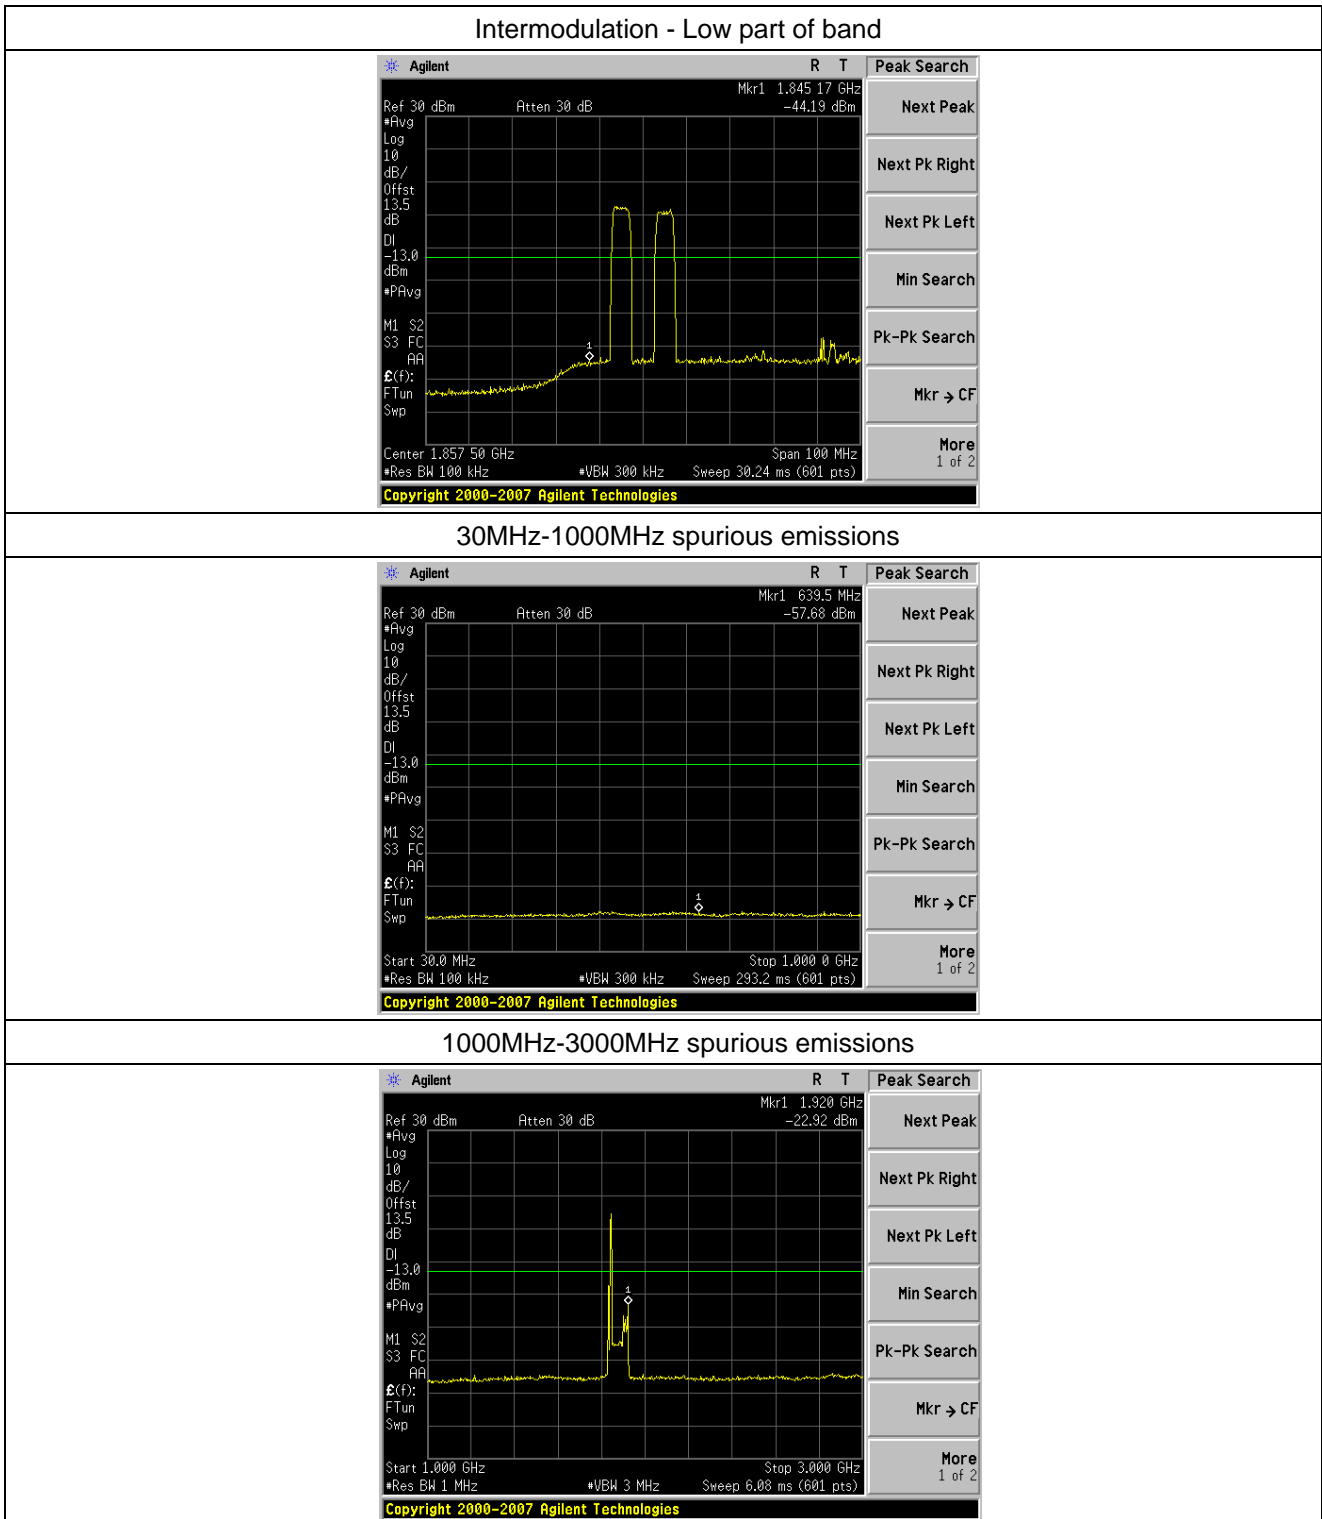 Intermodulation - Low part of band
Agilent R T Peak Search
Mkr1 1.845 17 GHz
Ref 30 dBm Atten 30 dB -44.19 dBm
#Avg
Log
10
dB/
Offst
13.5
dB
DI
-13.0
dBm
#PAvg
M1 S2
S3 FC
AA
£(f):
FTun
Swp
1
Center 1.857 50 GHz Span 100 MHz
#Res BW 100 kHz #VBW 300 kHz Sweep 30.24 ms (601 pts)
Copyright 2000-2007 Agilent Technologies
Next Peak
Next Pk Right
Next Pk Left
Min Search
Pk-Pk Search
Mkr → CF
More
1 of 2
30MHz-1000MHz spurious emissions
Agilent R T Peak Search
Mkr1 639.5 MHz
Ref 30 dBm Atten 30 dB -57.68 dBm
#Avg
Log
10
dB/
Offst
13.5
dB
DI
-13.0
dBm
#PAvg
M1 S2
S3 FC
AA
£(f):
FTun
Swp
1
Start 30.0 MHz Stop 1.000 0 GHz
#Res BW 100 kHz #VBW 300 kHz Sweep 293.2 ms (601 pts)
Copyright 2000-2007 Agilent Technologies
Next Peak
Next Pk Right
Next Pk Left
Min Search
Pk-Pk Search
Mkr → CF
More
1 of 2
1000MHz-3000MHz spurious emissions
Agilent R T Peak Search
Mkr1 1.920 GHz
Ref 30 dBm Atten 30 dB -22.92 dBm
#Avg
Log
10
dB/
Offst
13.5
dB
DI
-13.0
dBm
#PAvg
M1 S2
S3 FC
AA
£(f):
FTun
Swp
1
Start 1.000 GHz Stop 3.000 GHz
#Res BW 1 MHz #VBW 3 MHz Sweep 6.08 ms (601 pts)
Copyright 2000-2007 Agilent Technologies
Next Peak
Next Pk Right
Next Pk Left
Min Search
Pk-Pk Search
Mkr → CF
More
1 of 2